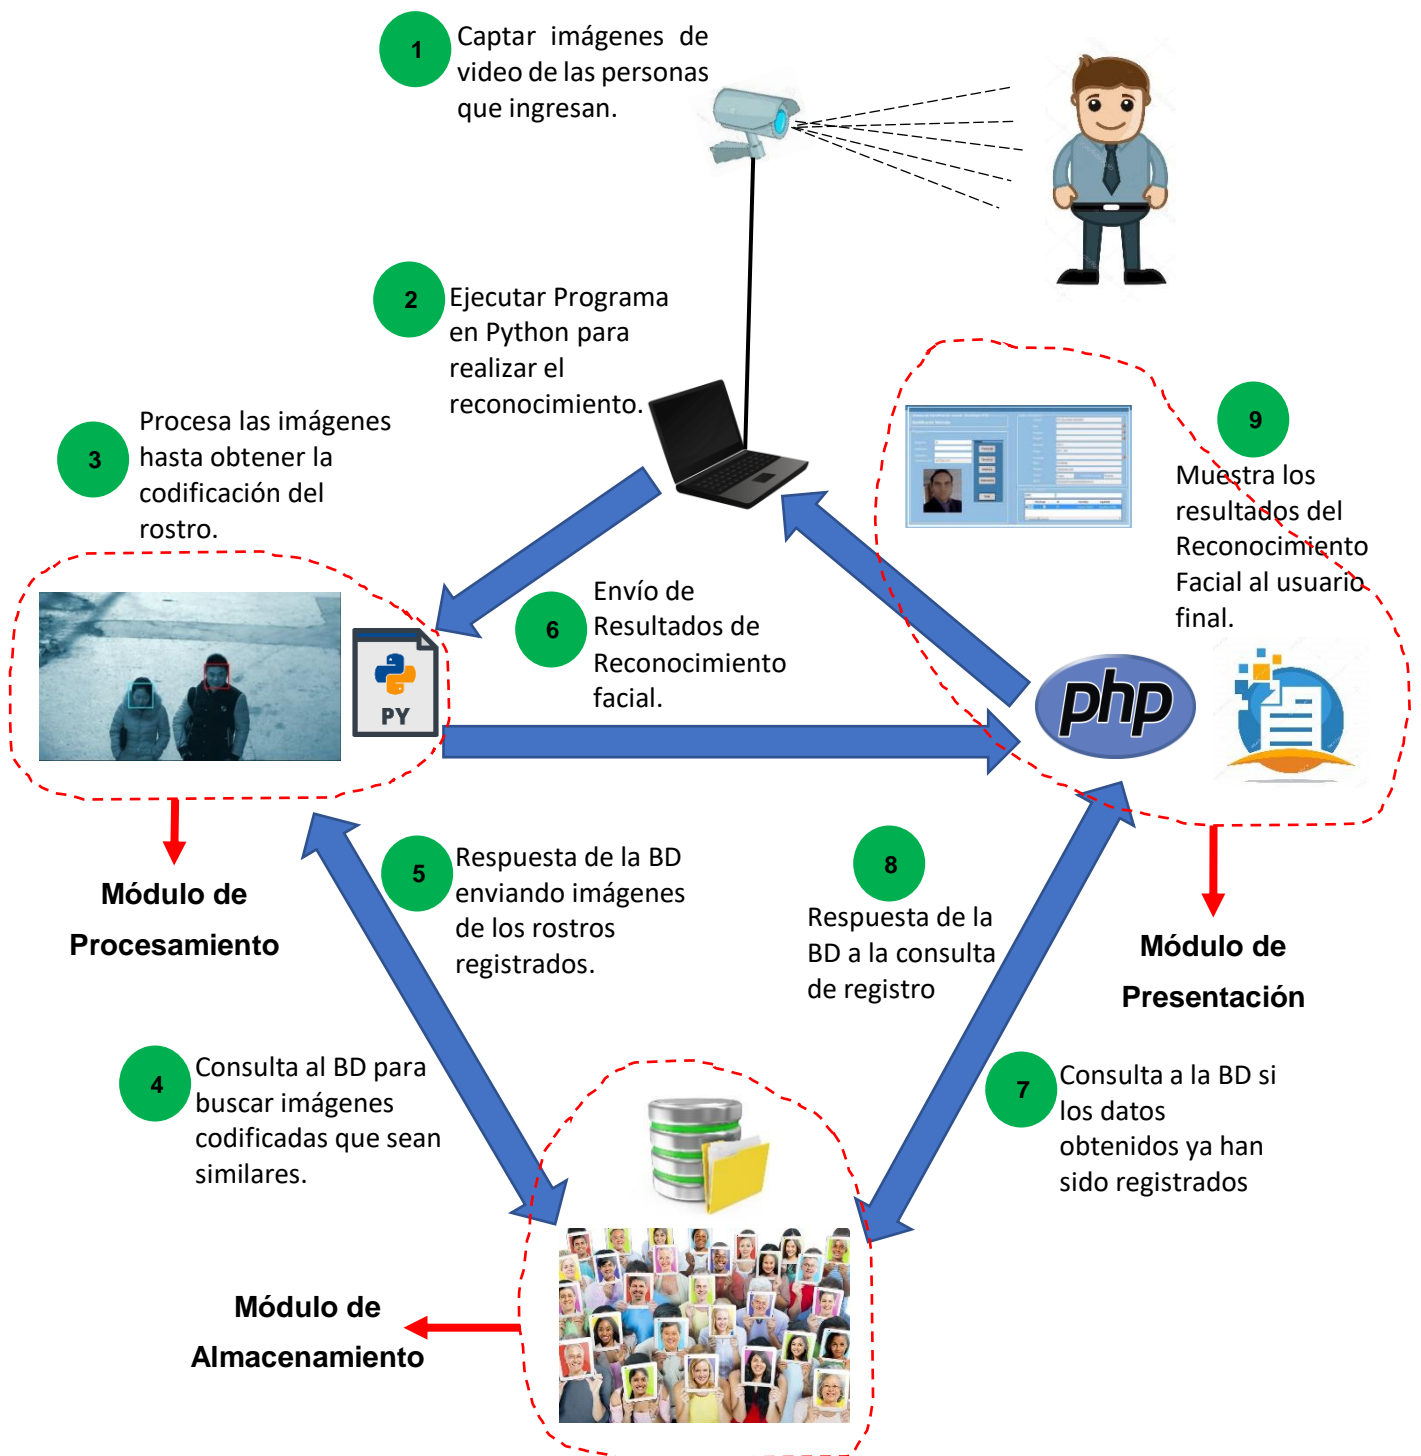 1
Captar imágenes de
video de las personas
que ingresan.
2
Ejecutar Programa
en Python para
realizar el
reconocimiento.
3
Procesa las imágenes
hasta obtener la
codificación del
rostro.
9
Muestra los
resultados del
Reconocimiento
Facial al usuario
final.
6
Envío de
Resultados de
Reconocimiento
facial.
PY
php
5
Respuesta de la BD
enviando imágenes
de los rostros
registrados.
8
Respuesta de la
BD a la consulta
de registro
Módulo de
Procesamiento
Módulo de
Presentación
4
Consulta al BD para
buscar imágenes
codificadas que sean
similares.
7
Consulta a la BD si
los datos
obtenidos ya han
sido registrados
Módulo de
Almacenamiento